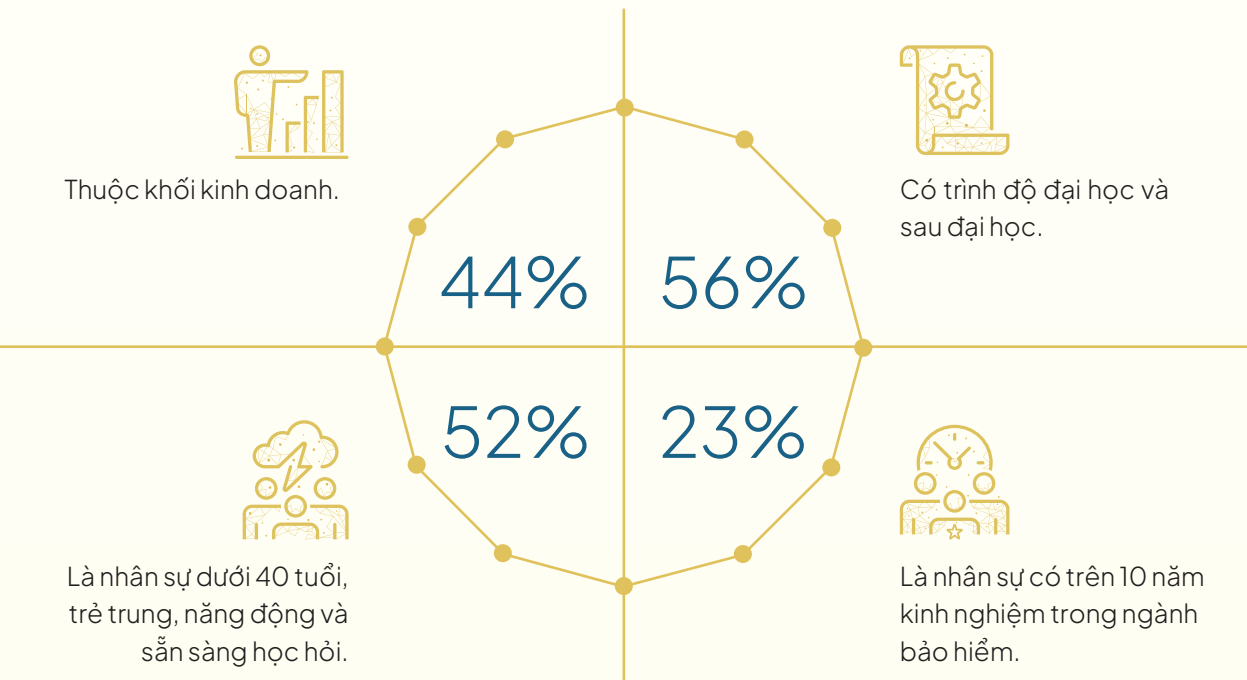 Thuộc khối kinh doanh.
44%
56%
Có trình độ đại học và
sau đại học.
52%
Là nhân sự dưới 40 tuổi,
trẻ trung, năng động và
sẵn sàng học hỏi.
23%
Là nhân sự có trên 10 năm
kinh nghiệm trong ngành
bảo hiểm.